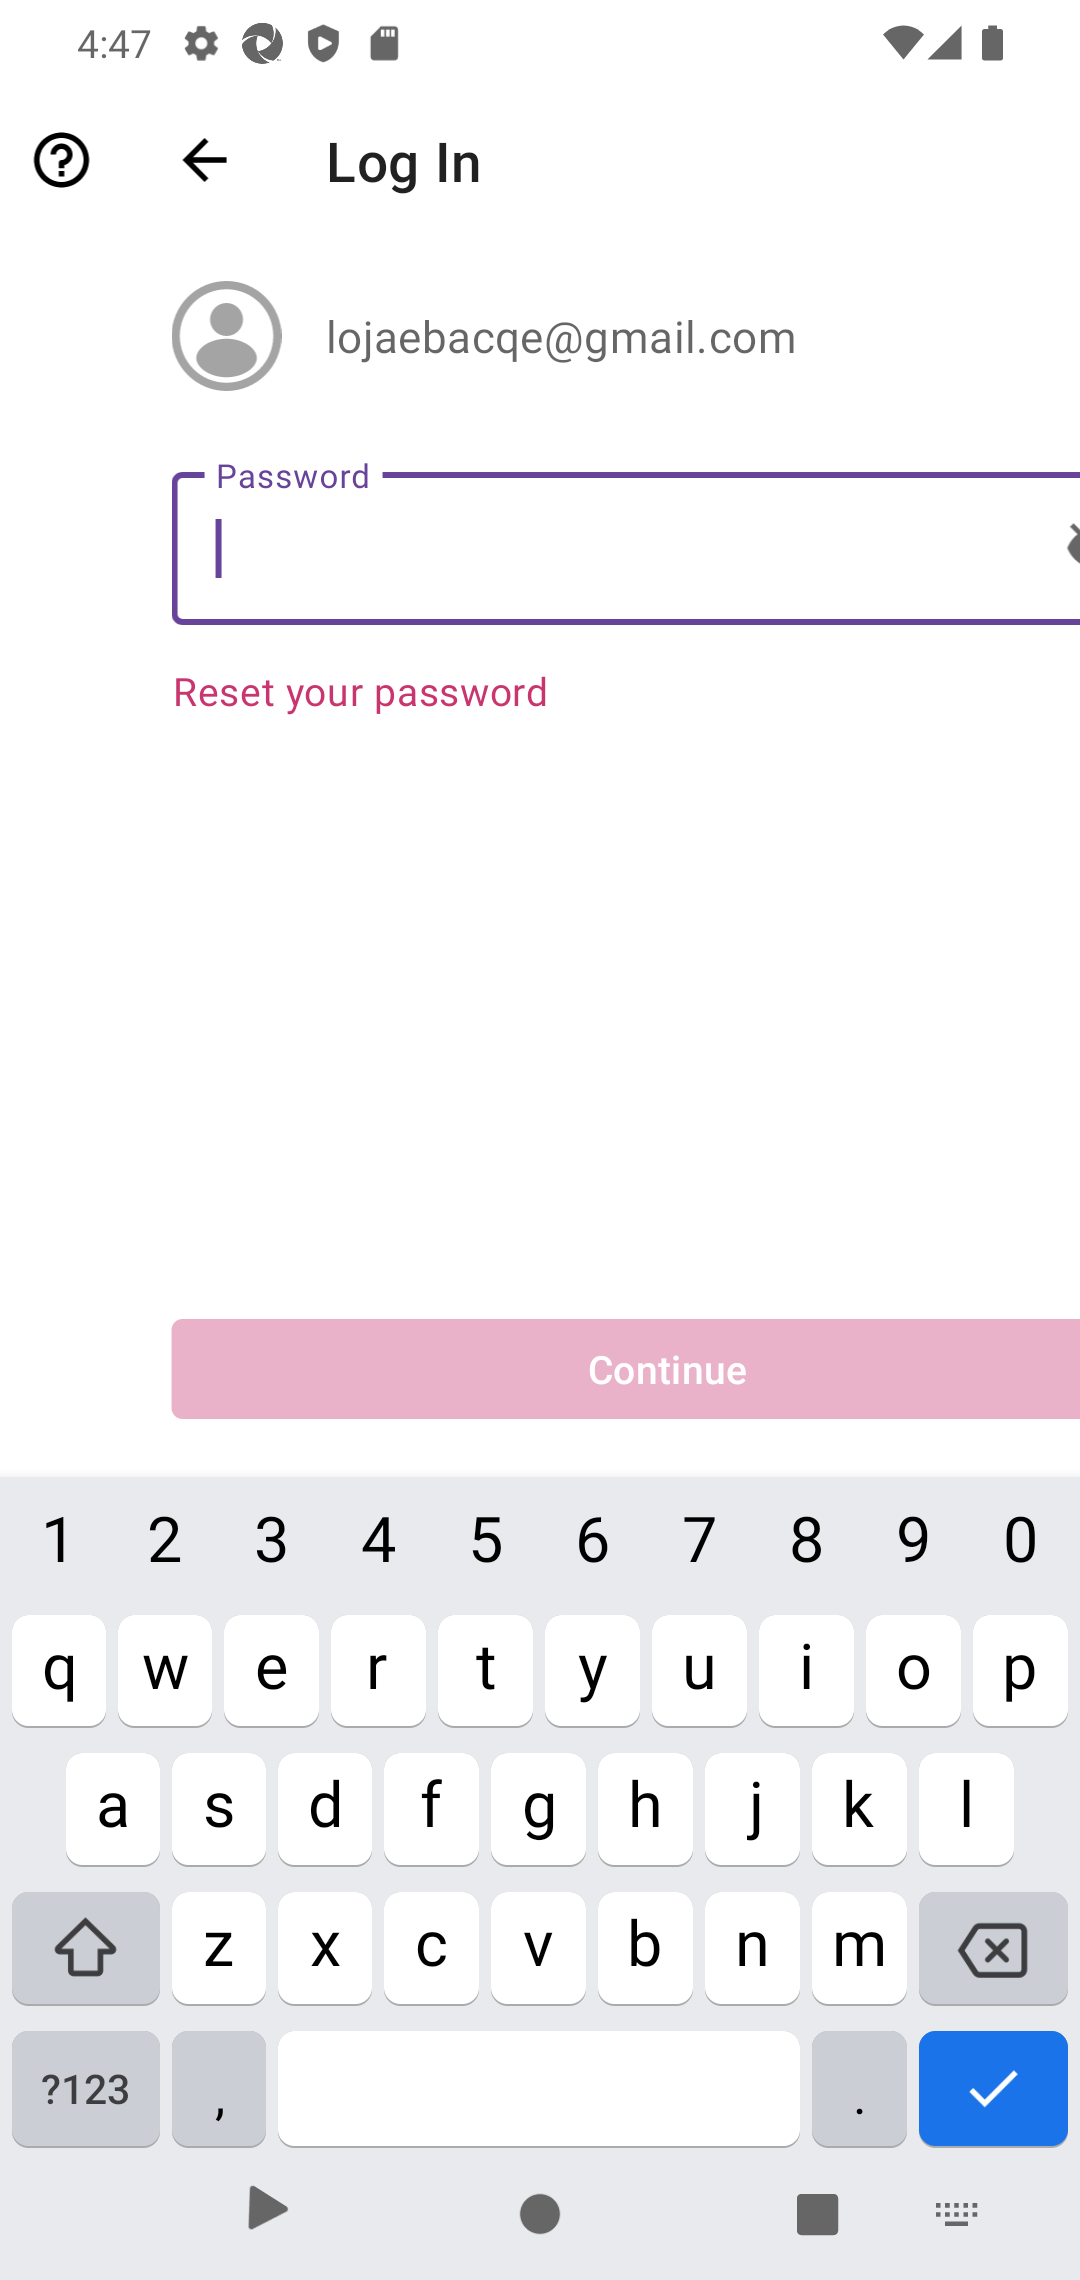 4:47
Log In
lojaebacqe@gmail.com
Password
Reset your password
Continue
1 2 3 4 5 6 7 8 9 0
q w e r t y u i o p
a s d f g h j k l
z x c v b n m
?123 , .